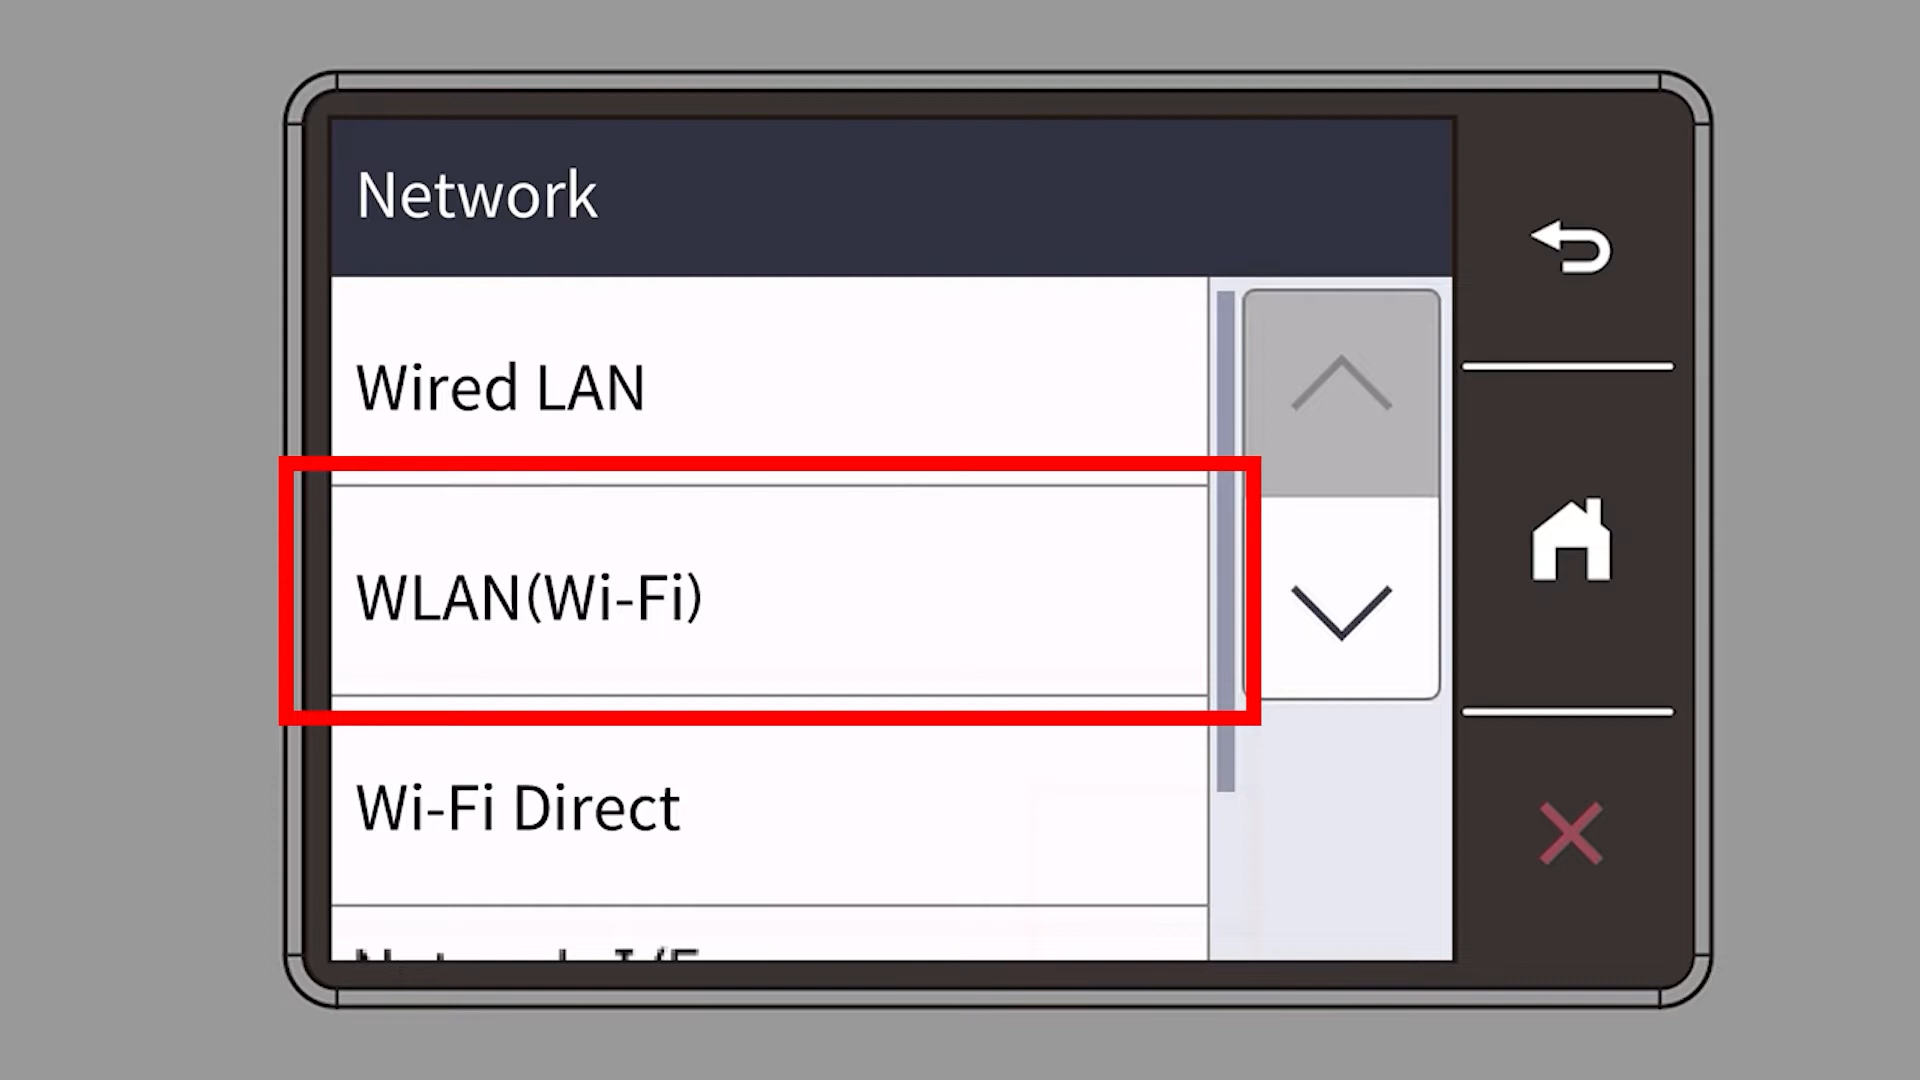 Network
Wired LAN
WLAN(Wi-Fi)
Wi-Fi Direct